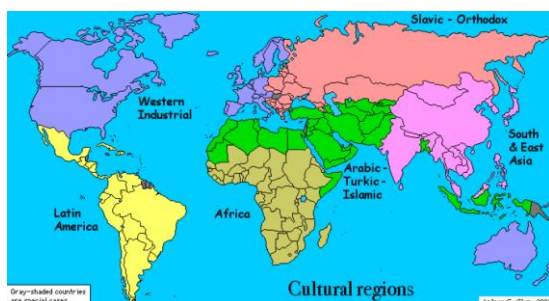 Slavic - Orthodox
Western
Industrial
South
& East
Asia
Arabic -
Turkic-
Islamic
Latin
America
Africa
Cultural regions
Gray-shaded countries
are special cases